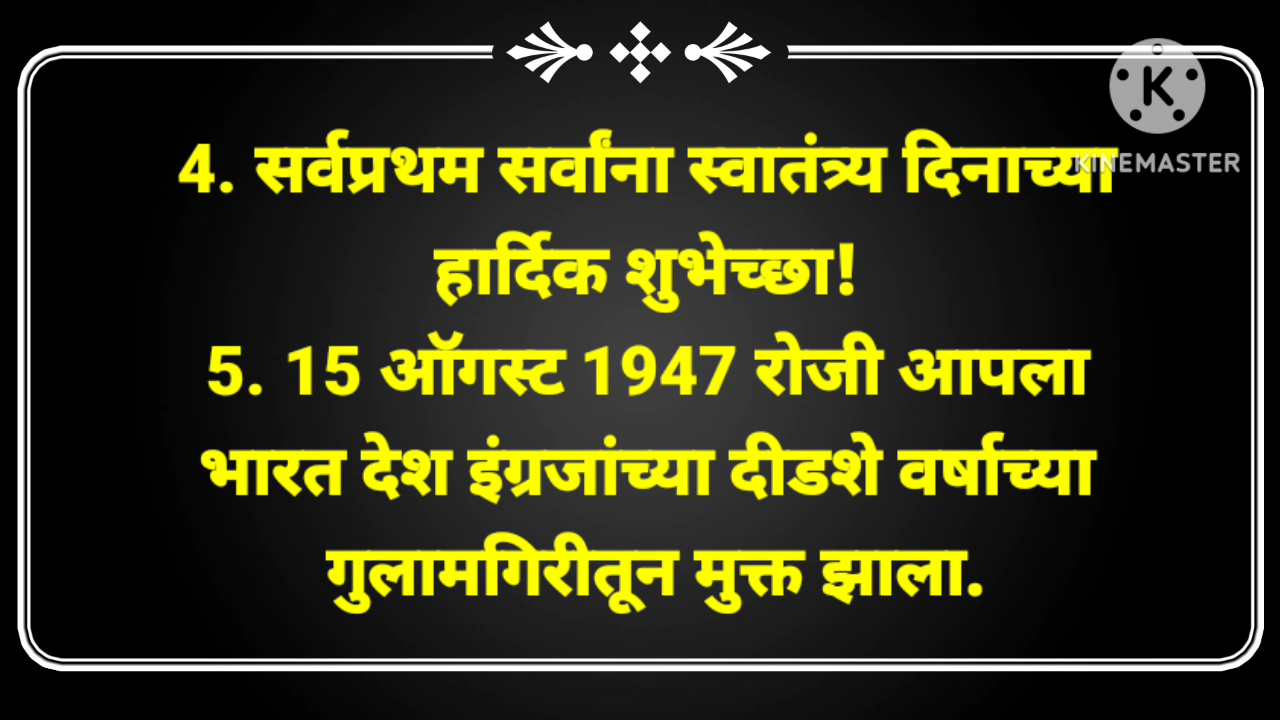 4. सर्वप्रथम सर्वांना स्वातंत्र्य दिनाच्या
हार्दिक शुभेच्छा!
5. 15 ऑगस्ट 1947 रोजी आपला
भारत देश इंग्रजांच्या दीडशे वर्षाच्या
गुलामगिरीतून मुक्त झाला.
K
KINEMASTER